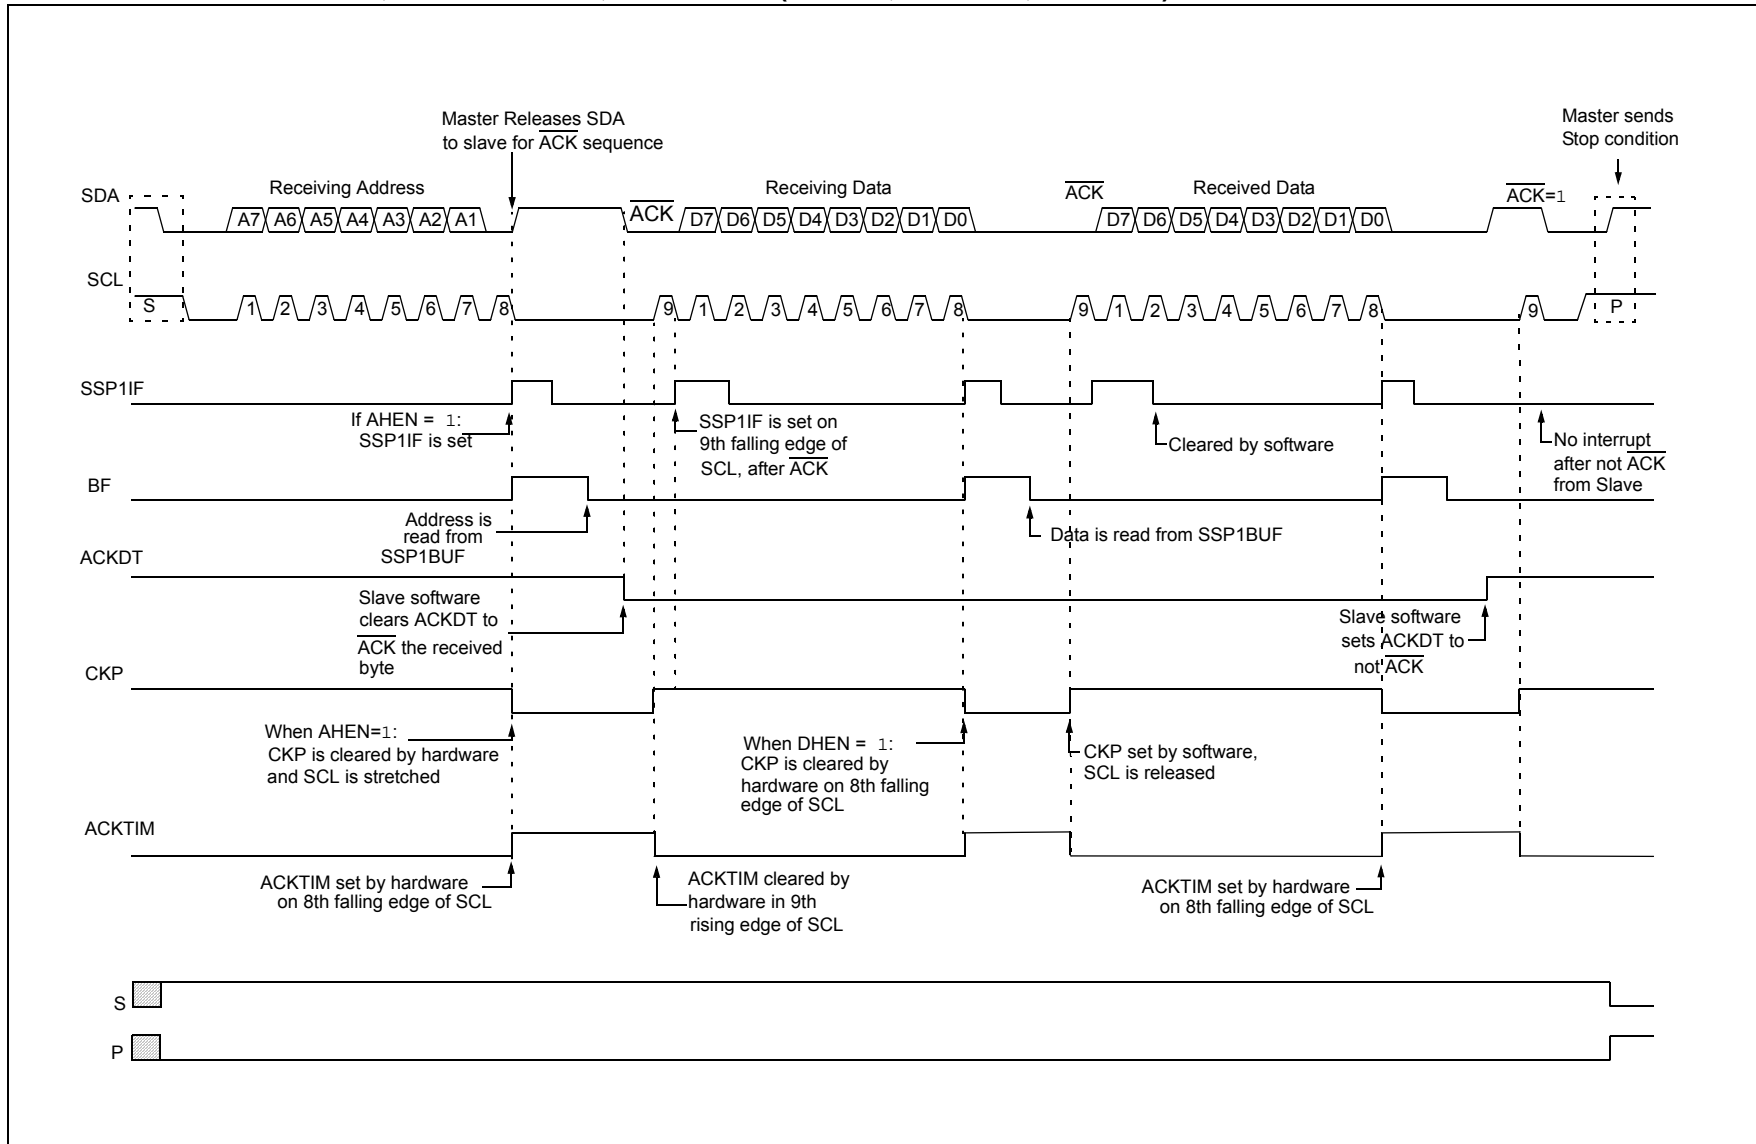 Master Releases SDA
to slave for ACK sequence
Master sends
Stop condition
SDA
Receiving Address
ACK
Receiving Data
ACK
Received Data
ACK=1
A7 A6 A5 A4 A3 A2 A1
D7 D6 D5 D4 D3 D2 D1 D0
D7 D6 D5 D4 D3 D2 D1 D0
SCL
S
1 2 3 4 5 6 7 8
9 1 2 3 4 5 6 7 8
9 1 2 3 4 5 6 7 8
9
P
SSP1IF
If AHEN = 1:
SSP1IF is set
SSP1IF is set on
9th falling edge of
SCL, after ACK
Cleared by software
No interrupt
after not ACK
from Slave
BF
Address is
read from
SSP1BUF
Data is read from SSP1BUF
ACKDT
Slave software
clears ACKDT to
ACK the received
byte
Slave software
sets ACKDT to
not ACK
CKP
When AHEN=1:
CKP is cleared by hardware
and SCL is stretched
When DHEN = 1:
CKP is cleared by
hardware on 8th falling
edge of SCL
CKP set by software,
SCL is released
ACKTIM
ACKTIM set by hardware
on 8th falling edge of SCL
ACKTIM cleared by
hardware in 9th
rising edge of SCL
ACKTIM set by hardware
on 8th falling edge of SCL
S
P